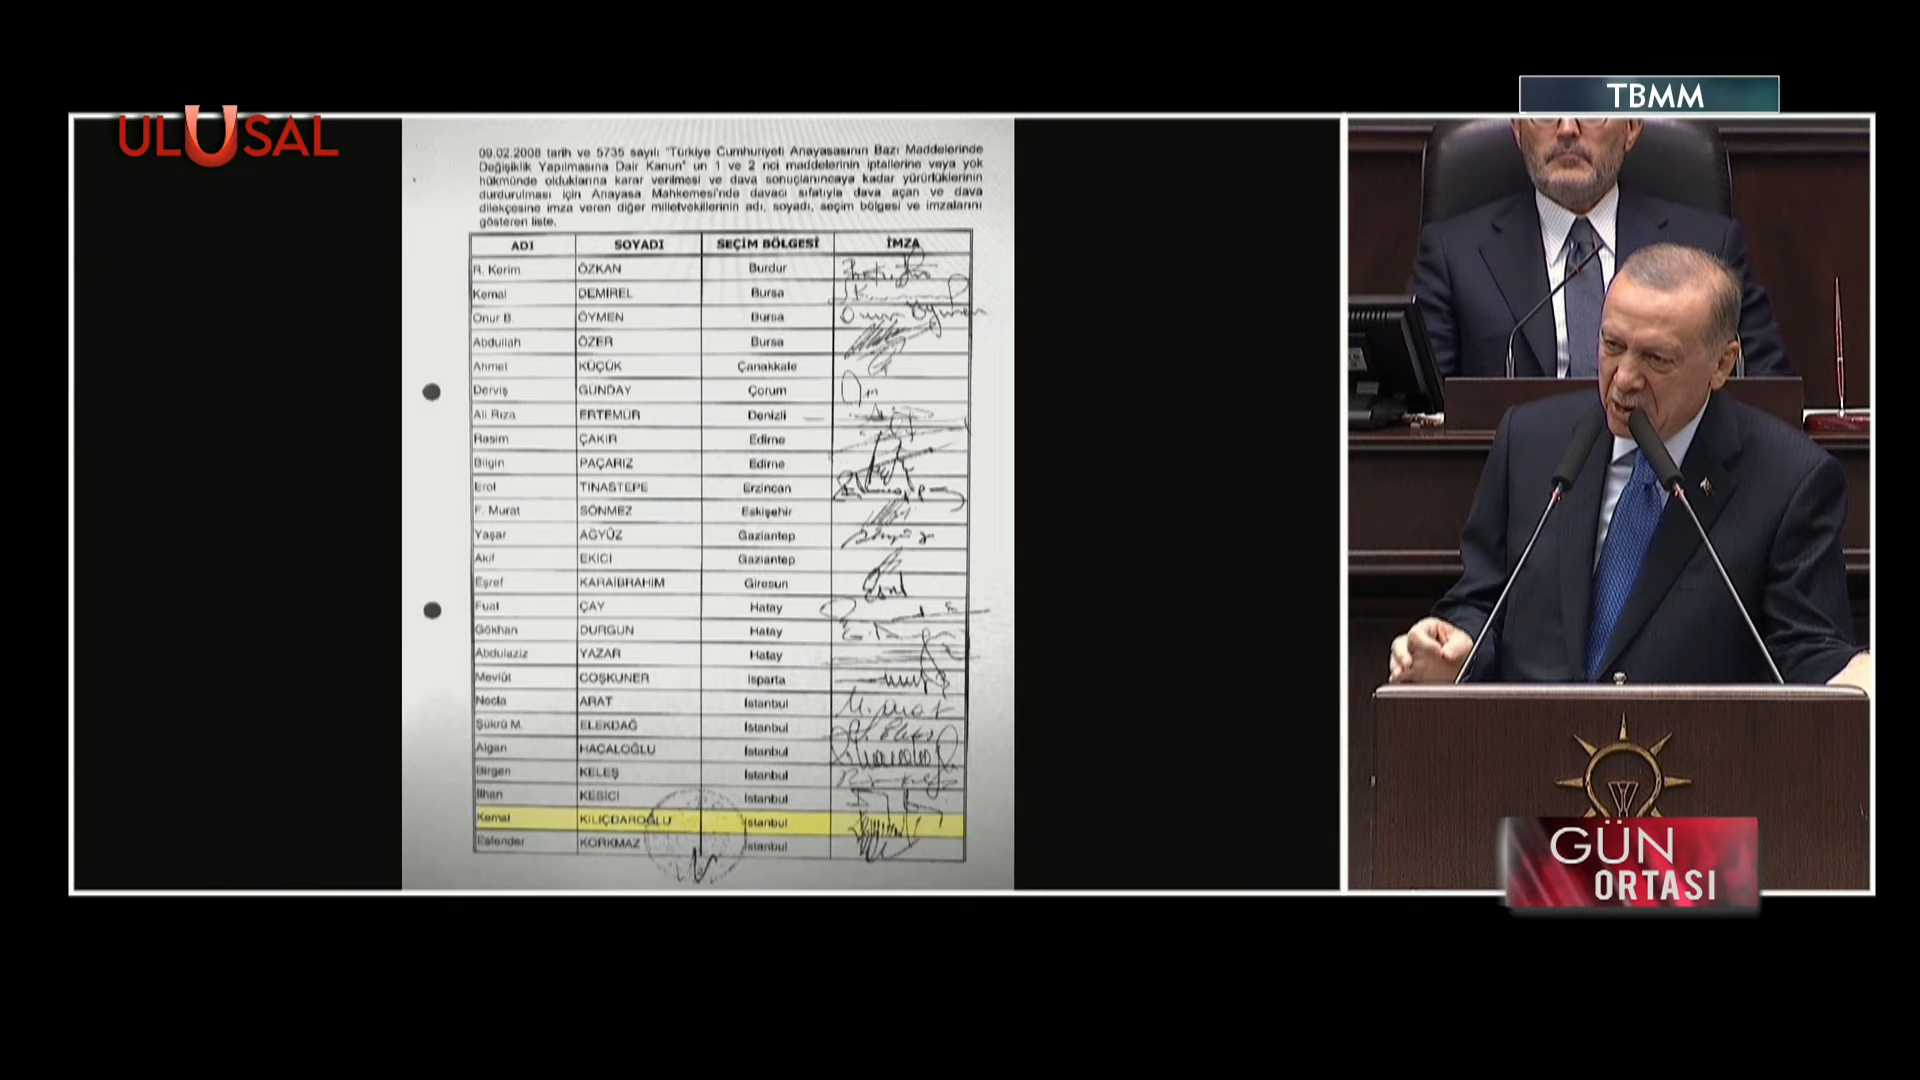 TBMM
ULUSAL
09.02.2008 tarih ve 5735 sayılı "Türkiye Cumhuriyeti Anayasasının Bazı Maddelerinde
Değişiklik Yapılmasına Dair Kanun" un 1 ve 2 nci maddelerinin iptallerine veya yok
hükmünde olduklarına karar verilmesi ve dava sonuçlanıncaya kadar yürürlüklerinin
durdurulması için Anayasa Mahkemesi'nde davacı sıfatıyla dava açan ve dava
dilekçesine imza veren diğer milletvekillerinin adı, soyadı, seçim bölgesi ve imzalarını
gösteren liste.
ADI SOYADI SEÇİM BÖLGESİ İMZA
R. Kerim ÖZKAN Burdur
Kemal DEMİREL Bursa
Onur B. ÖYMEN Bursa Onur Öymen
Abdullah ÖZER Bursa
Ahmet KÜÇÜK Çanakkale
Derviş GÜNDAY Çorum
Ali Rıza ERTEMÜR Denizli
Rasim ÇAKIR Edirne
Bilgin PAÇARIZ Edirne
Erol TINASTEPE Erzincan
F. Murat SÖNMEZ Eskişehir
Yaşar AĞYÜZ Gaziantep
Akif EKİCİ Gaziantep
Eşref KARAİBRAHİM Giresun
Fuat ÇAY Hatay
Gökhan DURGUN Hatay
Abdulaziz YAZAR Hatay
Mevlüt COŞKUNER Isparta
Necla ARAT İstanbul
Şükrü M. ELEKDAĞ İstanbul
Algan HACALOĞLU İstanbul
Birgen KELEŞ İstanbul
İlhan KESİCİ İstanbul
Kemal KILIÇDAROĞLU İstanbul
Esfender KORKMAZ İstanbul
GÜN
ORTASI